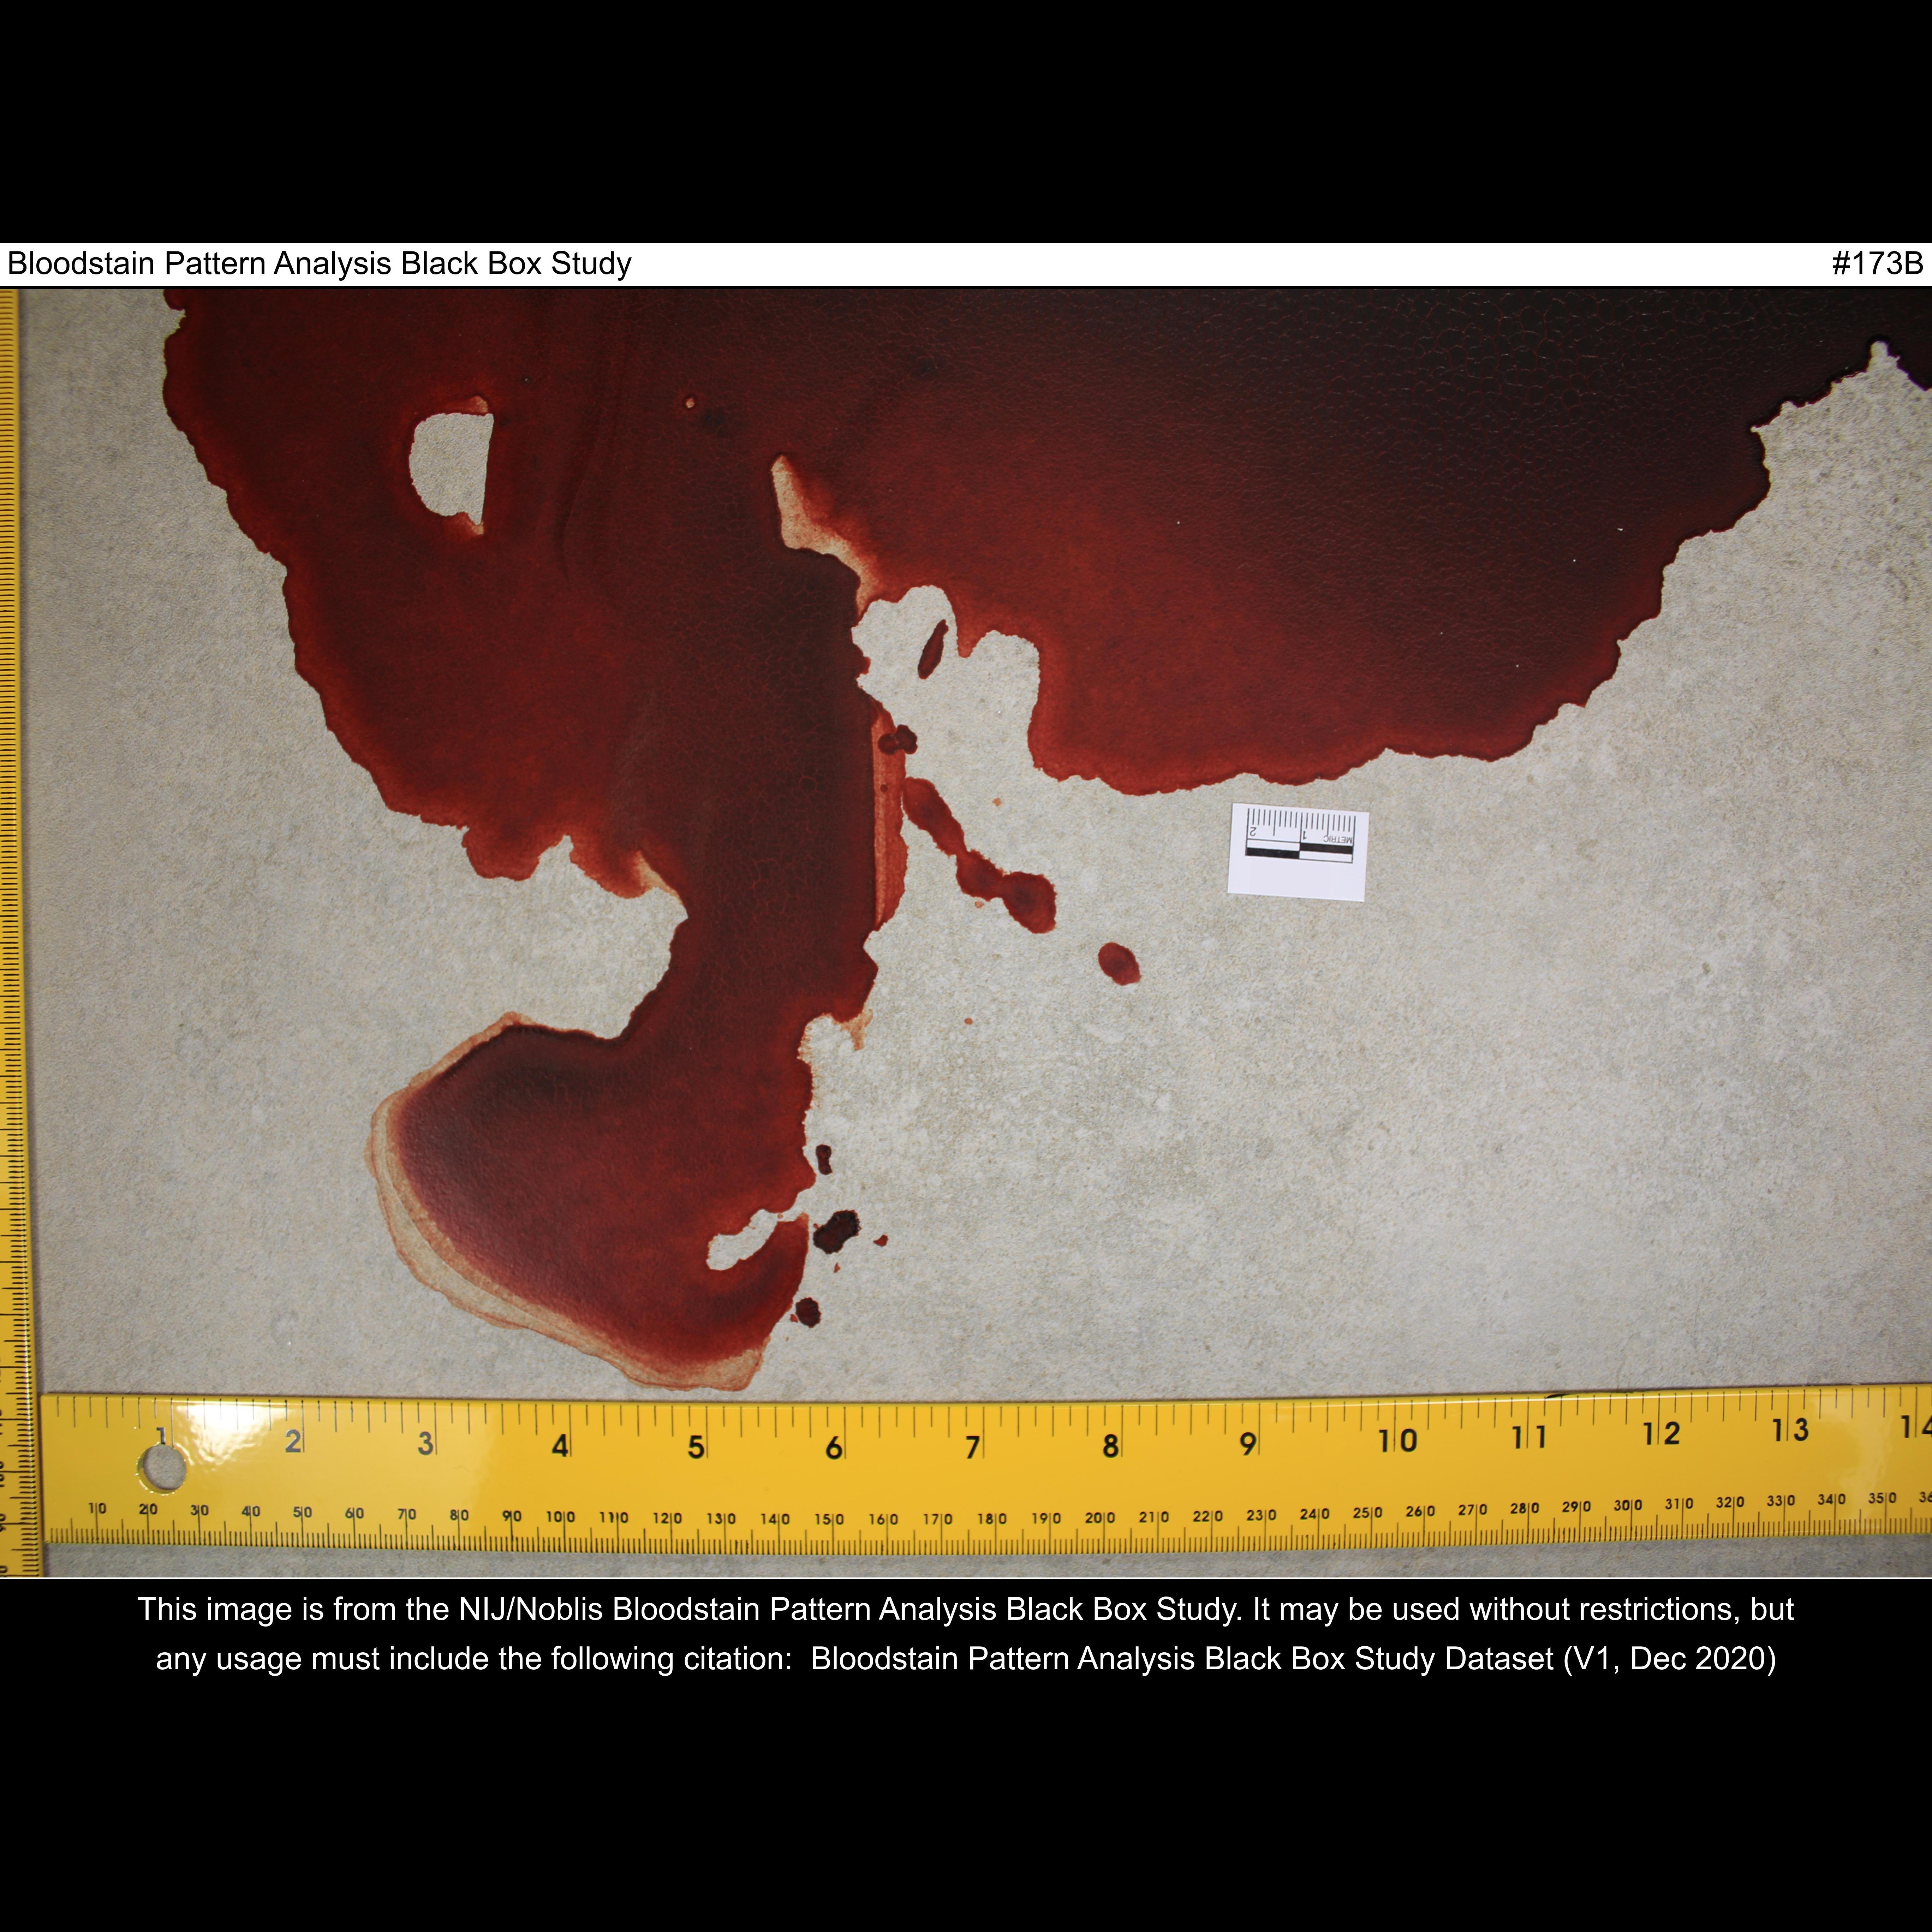 Bloodstain Pattern Analysis Black Box Study #173B
2 1 METRIC
1 2 3 4 5 6 7 8 9 10 11 12 13 14
10 20 30 40 50 60 70 80 90 100 110 120 130 140 150 160 170 180 190 200 210 220 230 240 250 260 270 280 290 300 310 320 330 340 350
This image is from the NIJ/Noblis Bloodstain Pattern Analysis Black Box Study. It may be used without restrictions, but
any usage must include the following citation: Bloodstain Pattern Analysis Black Box Study Dataset (V1, Dec 2020)